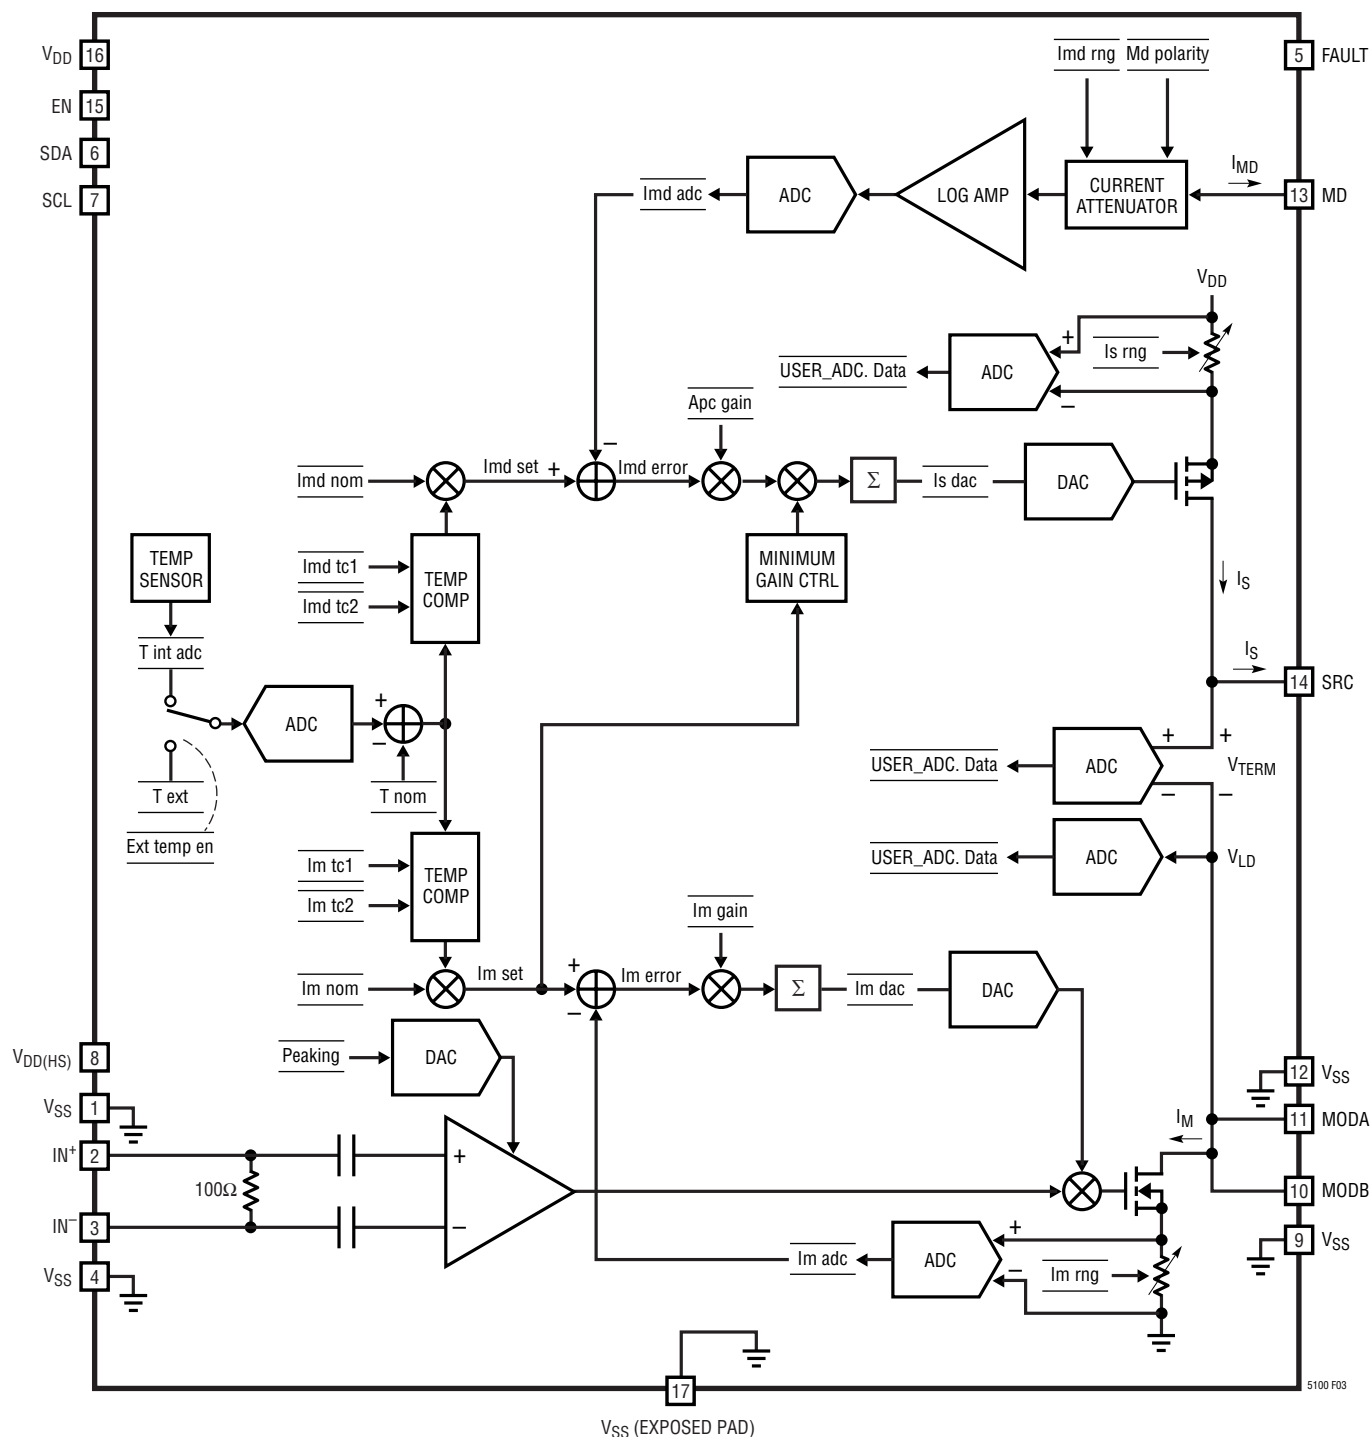 VDD 16
EN 15
SDA 6
SCL 7
5 FAULT
Imd rng Md polarity
IMD
13 MD
CURRENT
ATTENUATOR
LOG AMP
ADC
Imd adc
VDD
Is rng
+
–
ADC
USER_ADC. Data
Apc gain
Imd nom
Imd set + –
Imd error
Σ
Is dac
DAC
IS
TEMP
SENSOR
T int adc
Imd tc1
Imd tc2
TEMP
COMP
MINIMUM
GAIN CTRL
IS
14 SRC
ADC
+
–
T ext
Ext temp en
T nom
USER_ADC. Data
ADC
+ +
VTERM
– –
USER_ADC. Data
ADC
VLD
Im tc1
Im tc2
TEMP
COMP
Im gain
Im nom
Im set
+
–
Im error
Σ
Im dac
DAC
Peaking
DAC
VDD(HS) 8
VSS 1
IN+ 2
100Ω
IN– 3
VSS 4
+
–
12 VSS
IM
11 MODA
10 MODB
9 VSS
Im adc
ADC
+
–
Im rng
17
VSS (EXPOSED PAD)
5100 F03